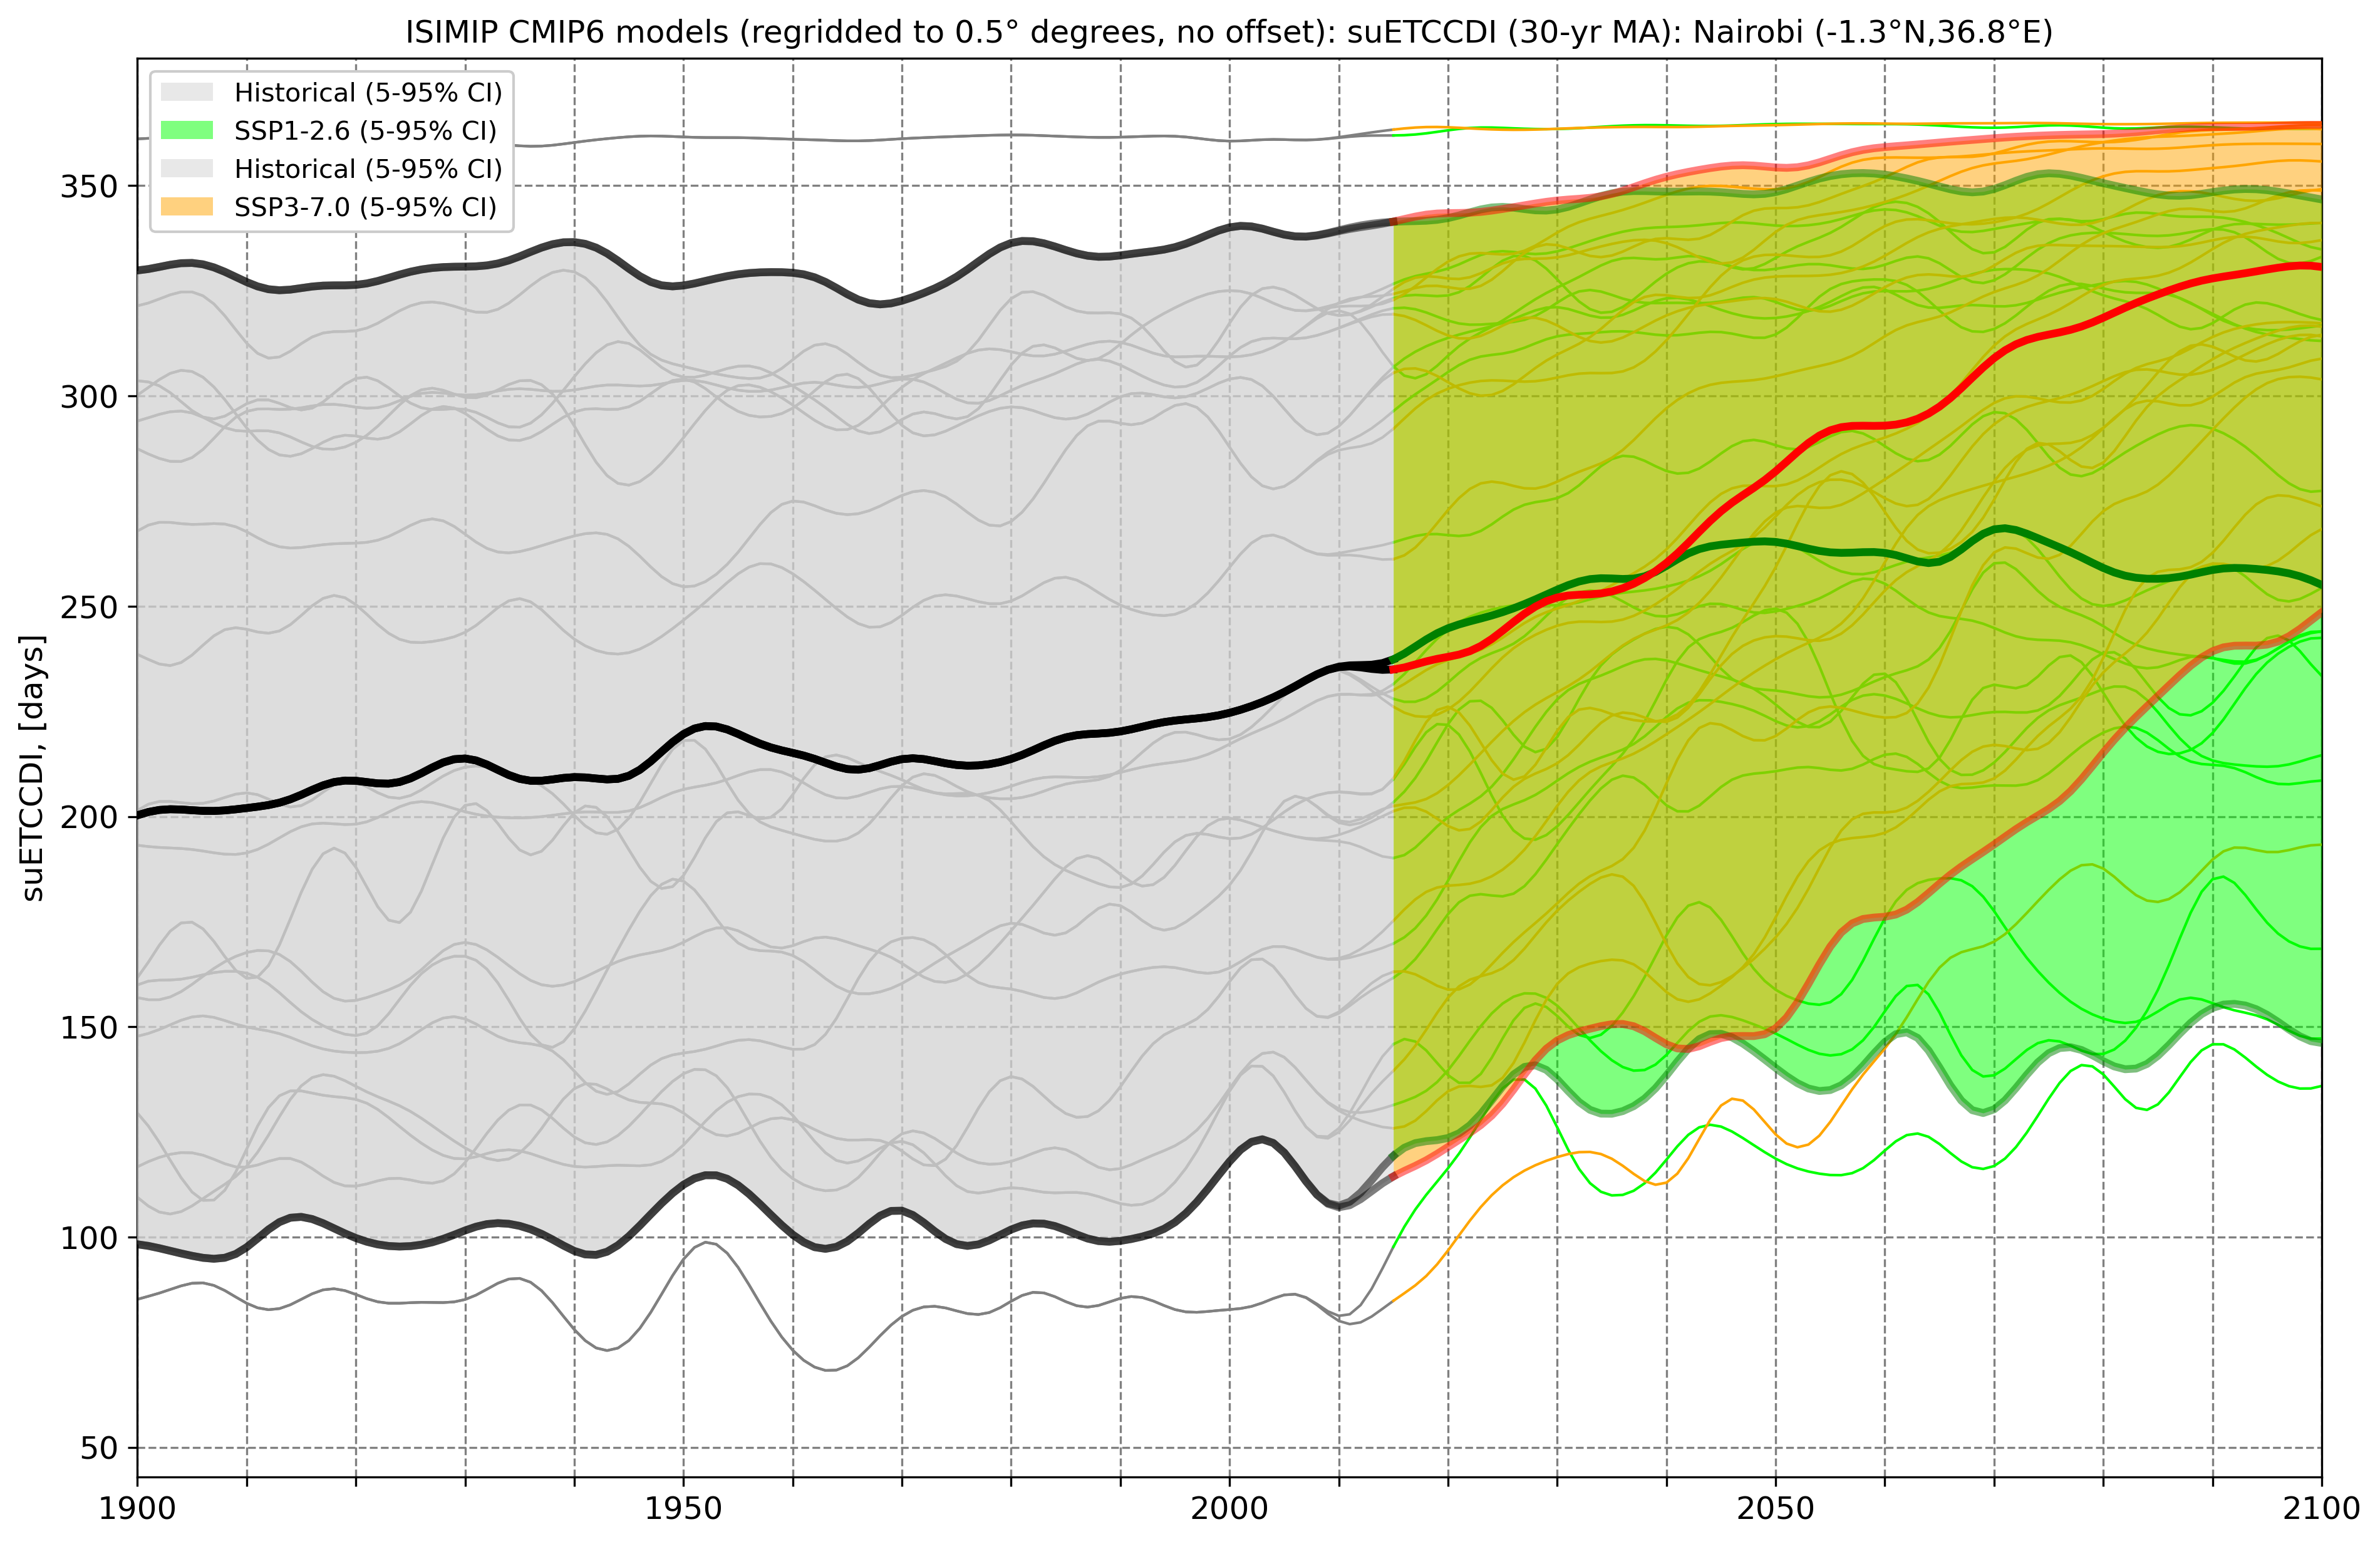 ISIMIP CMIP6 models (regridded to 0.5° degrees, no offset): suETCCDI (30-yr MA): Nairobi (-1.3°N,36.8°E)
Historical (5-95% CI)
SSP1-2.6 (5-95% CI)
Historical (5-95% CI)
SSP3-7.0 (5-95% CI)
suETCCDI, [days]
350
300
250
200
150
100
50
1900
1950
2000
2050
2100